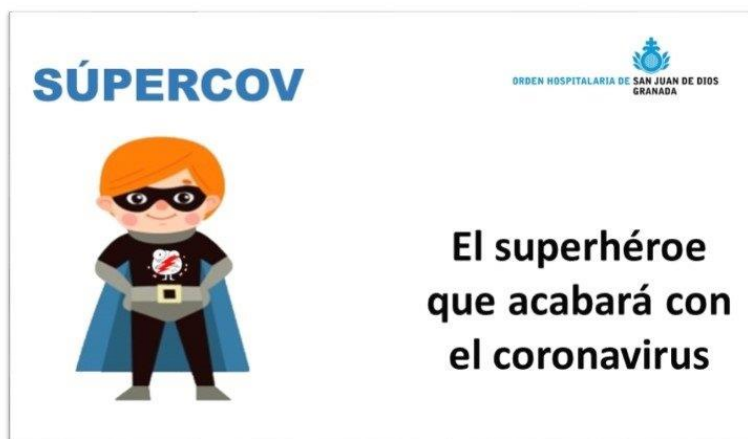 SÚPERCOV
ORDEN HOSPITALARIA DE SAN JUAN DE DIOS
GRANADA
El superhéroe
que acabará con
el coronavirus